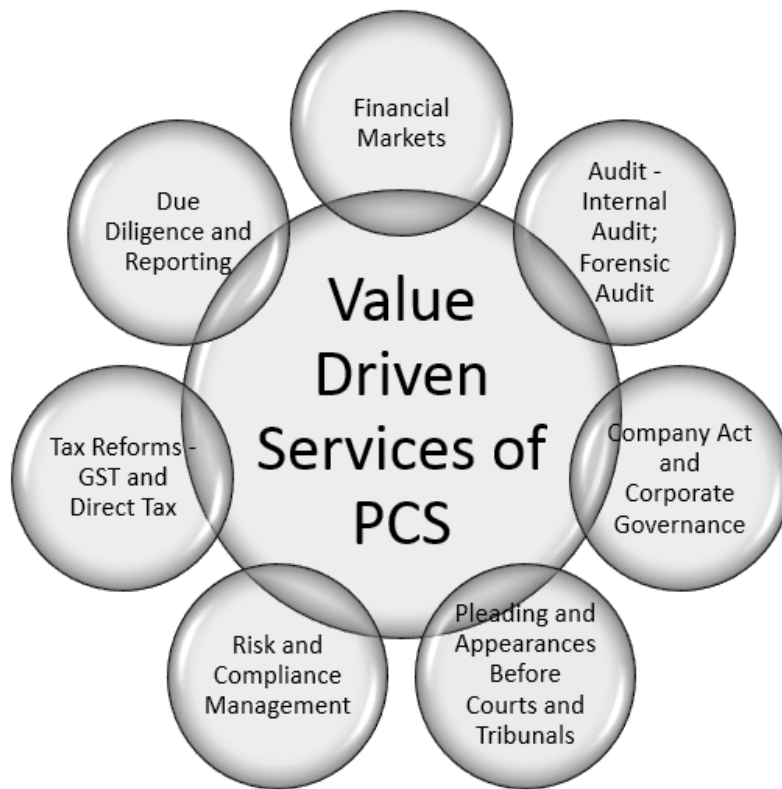 Financial
Markets
Audit -
Internal
Audit;
Forensic
Audit
Company Act
and
Corporate
Governance
Pleading and
Appearances
Before
Courts and
Tribunals
Risk and
Compliance
Management
Tax Reforms -
GST and
Direct Tax
Due
Diligence and
Reporting
Value
Driven
Services of
PCS